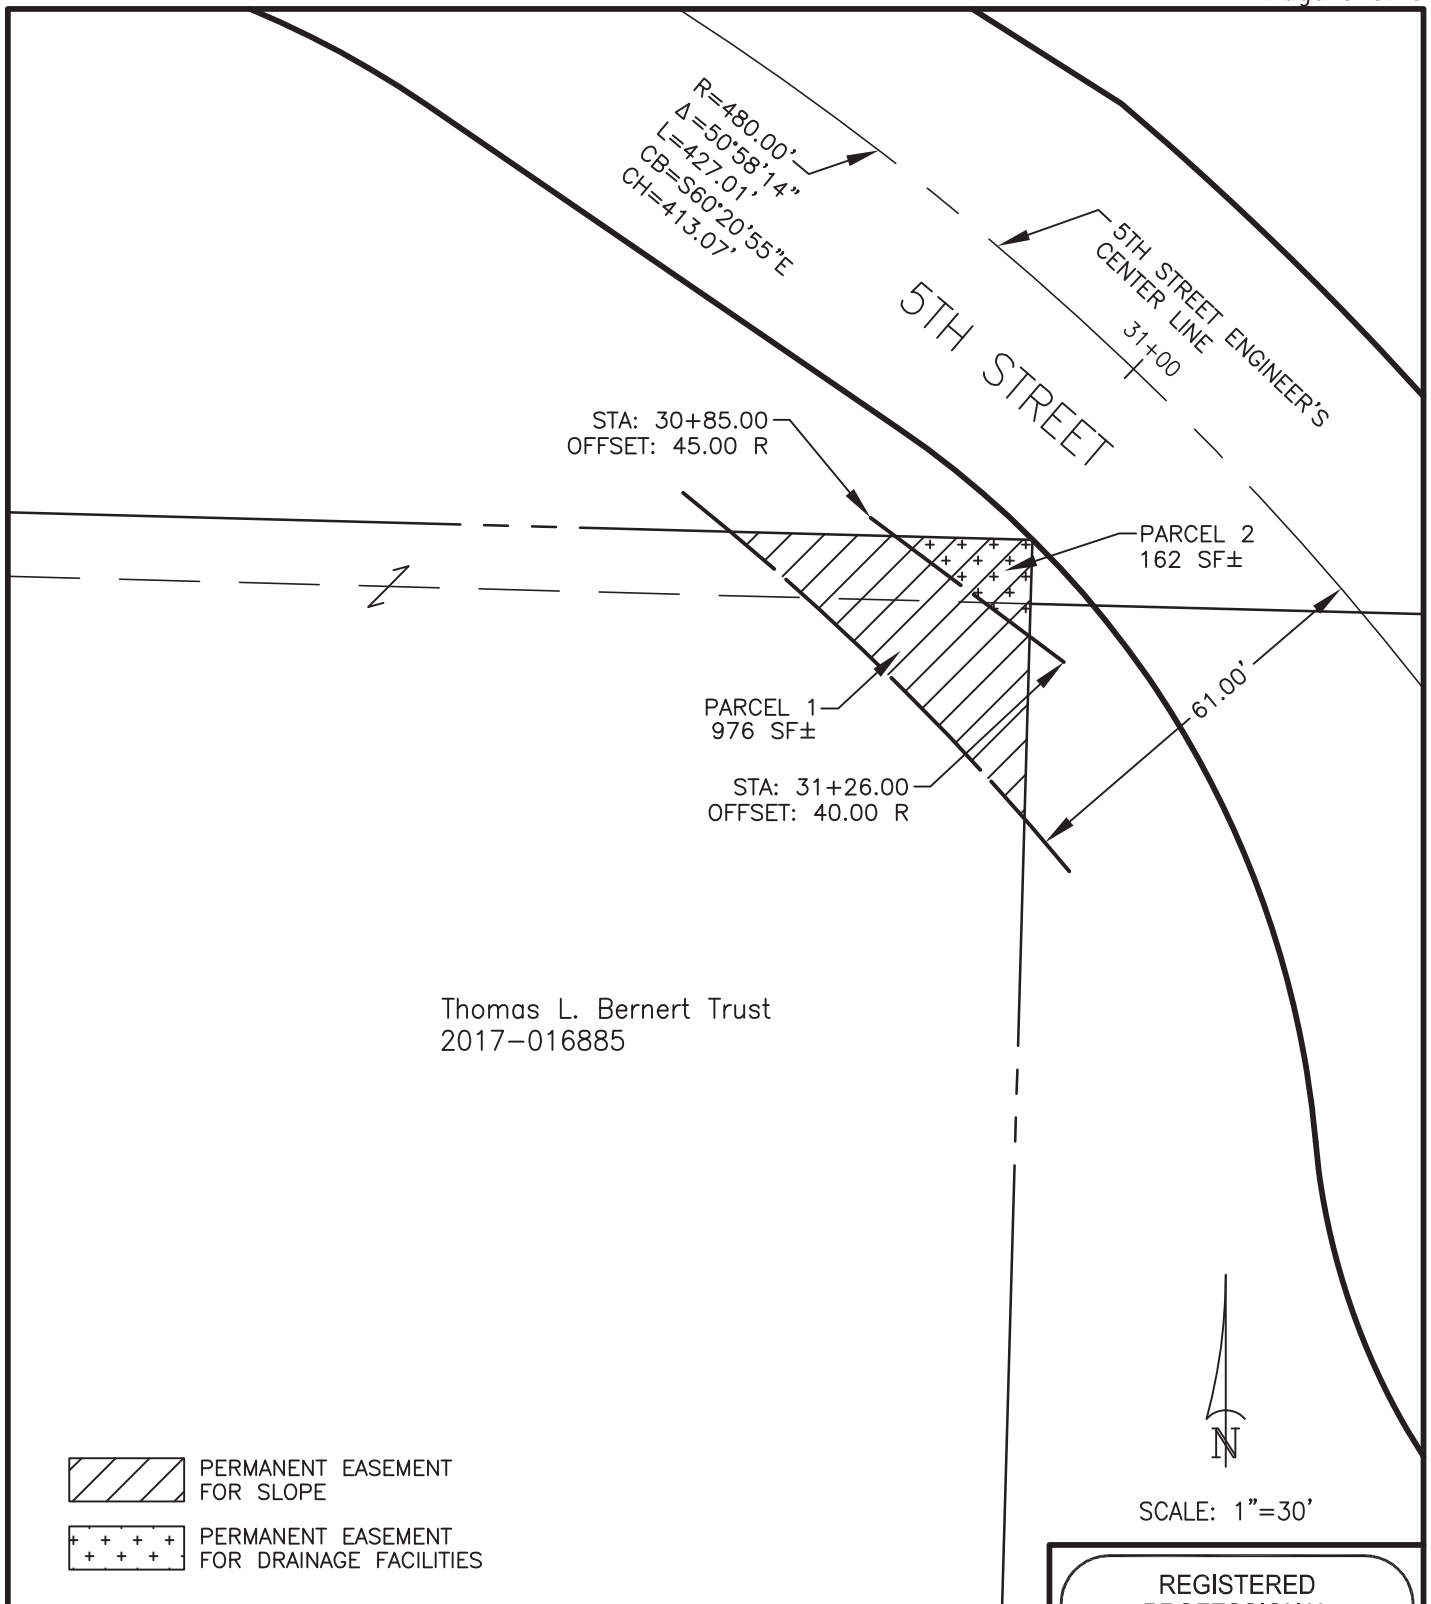 R=480.00'
Δ=50°58'14"
L=427.01'
CB=S60°20'55"E
CH=413.07'
5TH STREET ENGINEER'S
CENTER LINE
31+00
5TH STREET
STA: 30+85.00
OFFSET: 45.00 R
PARCEL 2
162 SF±
61.00'
PARCEL 1
976 SF±
STA: 31+26.00
OFFSET: 40.00 R
Thomas L. Bernert Trust
2017-016885
N
SCALE: 1"=30'
PERMANENT EASEMENT
FOR SLOPE
PERMANENT EASEMENT
FOR DRAINAGE FACILITIES
REGISTERED